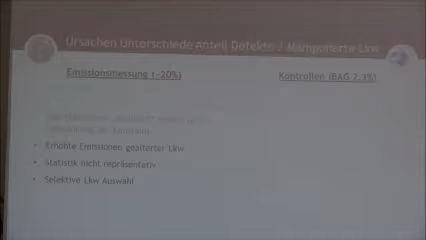 Ursachen Unterschiede Anteil Defekte / Manipulierte Lkw
Emissionsmessung (~20%)
Kontrollen (BAG 7.3%)
• Erhöhte Emissionen gealterter Lkw
• Statistik nicht repräsentativ
• Selektive Lkw Auswahl